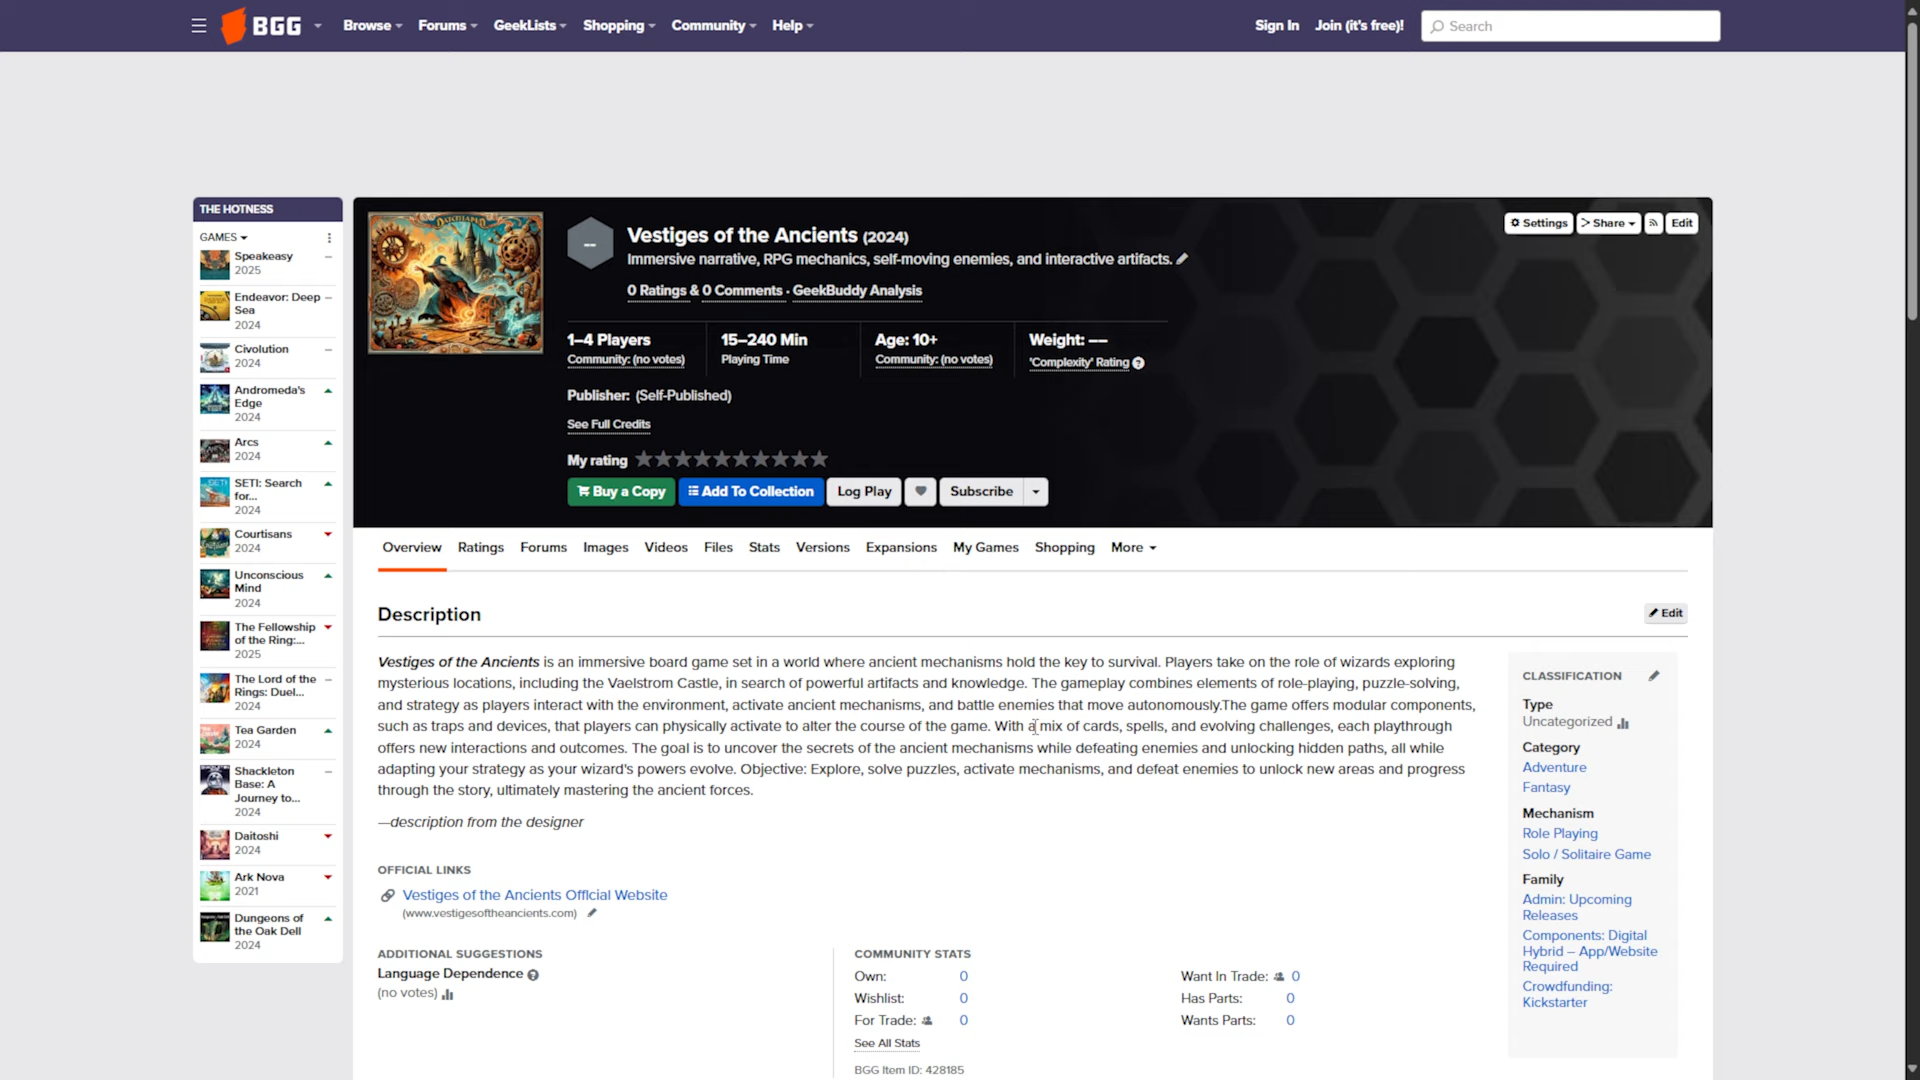 BGG
Browse
Forums
GeekLists
Shopping
Community
Help
Sign In
Join (it's free)!
Search
THE HOTNESS
GAMES
Speakeasy
2025
Endeavor: Deep
Sea
2024
Civolution
2024
Andromeda's
Edge
2024
Arcs
2024
SETI: Search
for...
2024
Courtisans
2024
Unconscious
Mind
2024
The Fellowship
of the Ring:...
2025
The Lord of the
Rings: Duel...
2024
Tea Garden
2024
Shackleton
Base: A
Journey to...
2024
Daitoshi
2024
Ark Nova
2021
Dungeons of
the Oak Dell
2024
--
Vestiges of the Ancients (2024)
Immersive narrative, RPG mechanics, self-moving enemies, and interactive artifacts.
0 Ratings & 0 Comments · GeekBuddy Analysis
Settings
Share
Edit
1–4 Players
Community: (no votes)
15–240 Min
Playing Time
Age: 10+
Community: (no votes)
Weight: --
'Complexity' Rating
Publisher: (Self-Published)
See Full Credits
My rating
Buy a Copy
Add To Collection
Log Play
Subscribe
Overview
Ratings
Forums
Images
Videos
Files
Stats
Versions
Expansions
My Games
Shopping
More
Description
Edit
Vestiges of the Ancients is an immersive board game set in a world where ancient mechanisms hold the key to survival. Players take on the role of wizards exploring
mysterious locations, including the Vaelstrom Castle, in search of powerful artifacts and knowledge. The gameplay combines elements of role-playing, puzzle-solving,
and strategy as players interact with the environment, activate ancient mechanisms, and battle enemies that move autonomously.The game offers modular components,
such as traps and devices, that players can physically activate to alter the course of the game. With a mix of cards, spells, and evolving challenges, each playthrough
offers new interactions and outcomes. The goal is to uncover the secrets of the ancient mechanisms while defeating enemies and unlocking hidden paths, all while
adapting your strategy as your wizard's powers evolve. Objective: Explore, solve puzzles, activate mechanisms, and defeat enemies to unlock new areas and progress
through the story, ultimately mastering the ancient forces.
—description from the designer
OFFICIAL LINKS
Vestiges of the Ancients Official Website
(www.vestigesoftheancients.com)
ADDITIONAL SUGGESTIONS
Language Dependence
(no votes)
COMMUNITY STATS
Own: 0
Wishlist: 0
For Trade: 0
Want In Trade: 0
Has Parts: 0
Wants Parts: 0
See All Stats
BGG Item ID: 428185
CLASSIFICATION
Type
Uncategorized
Category
Adventure
Fantasy
Mechanism
Role Playing
Solo / Solitaire Game
Family
Admin: Upcoming
Releases
Components: Digital
Hybrid – App/Website
Required
Crowdfunding:
Kickstarter